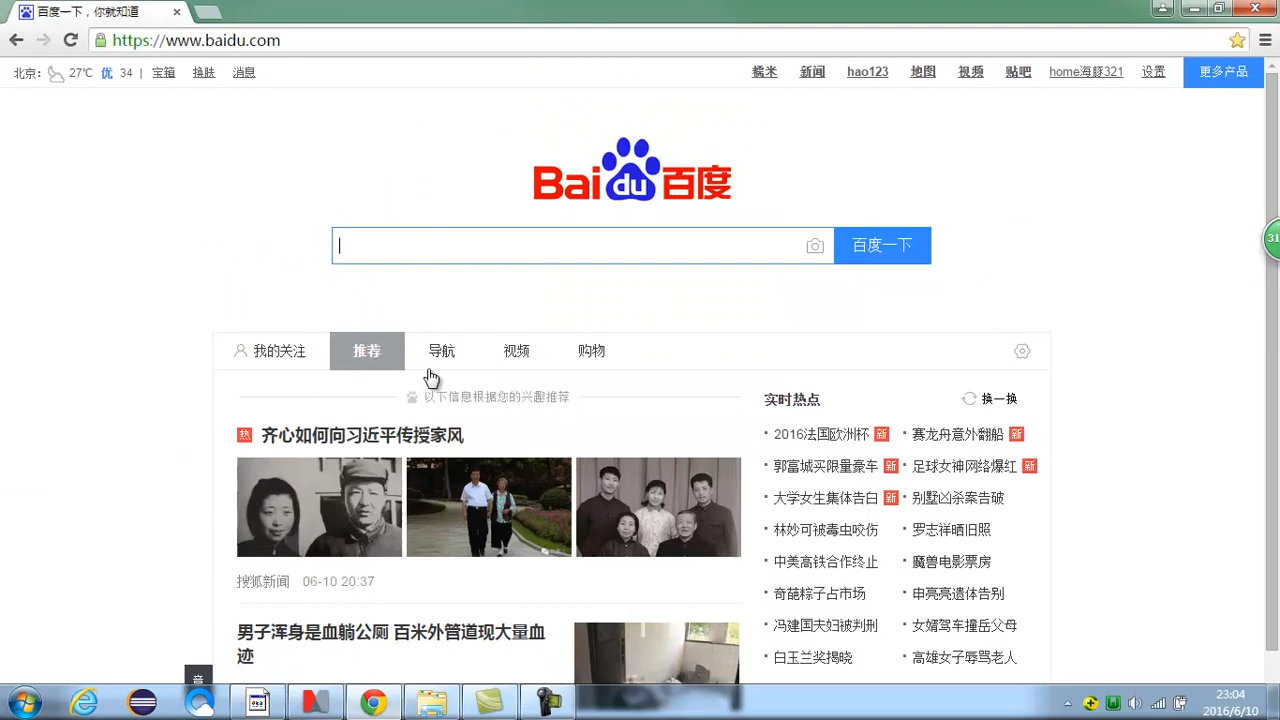 百度一下，你就知道
https://www.baidu.com
北京： 27℃ 优 34 | 宝箱 换肤 消息
糯米 新闻 hao123 地图 视频 贴吧 home海豚321 设置 更多产品
Bai du 百度
百度一下
31
我的关注 推荐 导航 视频 购物
以下信息根据您的兴趣推荐
热 齐心如何向习近平传授家风
搜狐新闻 06-10 20:37
男子浑身是血躺公厕 百米外管道现大量血
迹
音
实时热点 换一换
2016法国欧洲杯 新 赛龙舟意外翻船 新
郭富城买限量豪车 新 足球女神网络爆红 新
大学女生集体告白 新 别墅凶杀案告破
林妙可被毒虫咬伤 罗志祥晒旧照
中美高铁合作终止 魔兽电影票房
奇葩粽子占市场 申亮亮遗体告别
冯建国夫妇被判刑 女婿驾车撞岳父母
白玉兰奖揭晓 高雄女子辱骂老人
23:04
2016/6/10